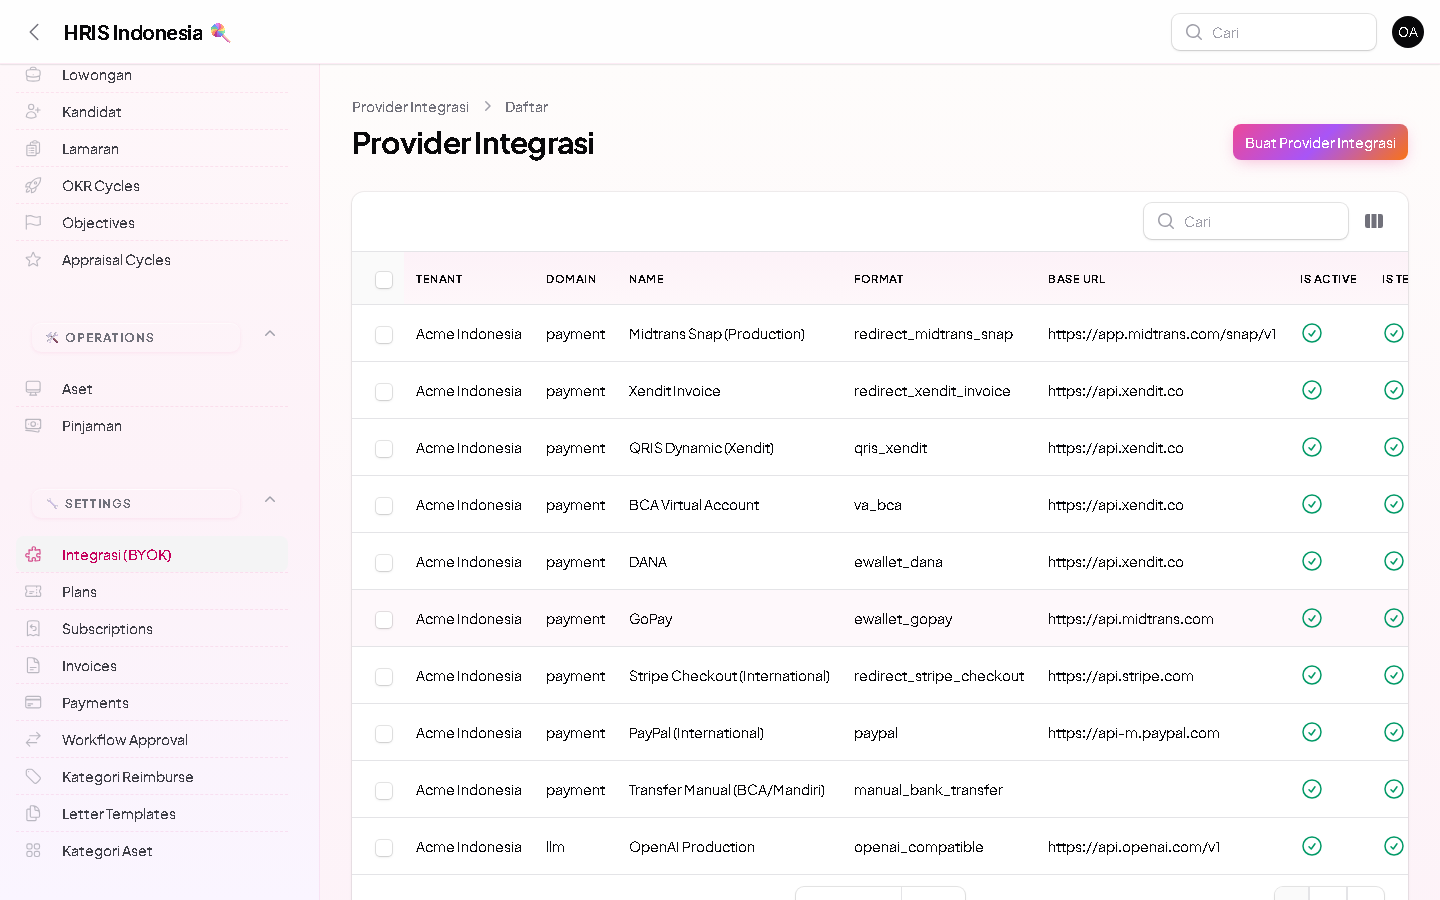 HRIS Indonesia
Cari
OA
Lowongan
Kandidat
Lamaran
OKR Cycles
Objectives
Appraisal Cycles
OPERATIONS
Aset
Pinjaman
SETTINGS
Integrasi (BYOK)
Plans
Subscriptions
Invoices
Payments
Workflow Approval
Kategori Reimburse
Letter Templates
Kategori Aset
Provider Integrasi > Daftar
Provider Integrasi
Buat Provider Integrasi
Cari
TENANT DOMAIN NAME FORMAT BASE URL IS ACTIVE IS TE
Acme Indonesia payment Midtrans Snap (Production) redirect_midtrans_snap https://app.midtrans.com/snap/v1
Acme Indonesia payment Xendit Invoice redirect_xendit_invoice https://api.xendit.co
Acme Indonesia payment QRIS Dynamic (Xendit) qris_xendit https://api.xendit.co
Acme Indonesia payment BCA Virtual Account va_bca https://api.xendit.co
Acme Indonesia payment DANA ewallet_dana https://api.xendit.co
Acme Indonesia payment GoPay ewallet_gopay https://api.midtrans.com
Acme Indonesia payment Stripe Checkout (International) redirect_stripe_checkout https://api.stripe.com
Acme Indonesia payment PayPal (International) paypal https://api-m.paypal.com
Acme Indonesia payment Transfer Manual (BCA/Mandiri) manual_bank_transfer
Acme Indonesia llm OpenAI Production openai_compatible https://api.openai.com/v1